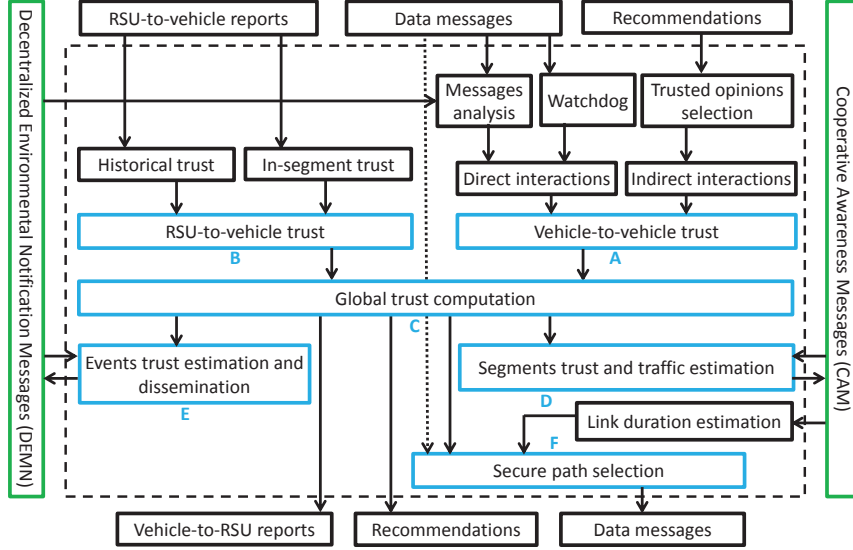 RSU-to-vehicle reports
Data messages
Recommendations
Decentralized Environmental Notification Messages (DEMN)
Cooperative Awareness Messages (CAM)
Messages
analysis
Watchdog
Trusted opinions
selection
Historical trust
In-segment trust
Direct interactions
Indirect interactions
RSU-to-vehicle trust
Vehicle-to-vehicle trust
B
A
Global trust computation
C
Events trust estimation and
dissemination
Segments trust and traffic estimation
E
D
Link duration estimation
F
Secure path selection
Vehicle-to-RSU reports
Recommendations
Data messages